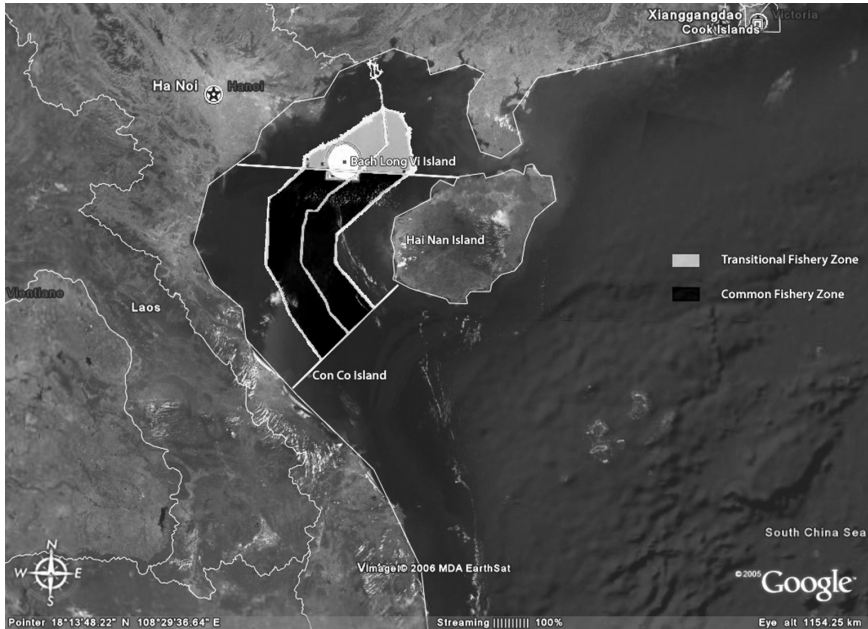 Xianggangdao
Victoria
Cook Islands
Ha Noi
Hanoi
Bach Long Vi Island
Hai Nan Island
Transitional Fishery Zone
Vientiane
Laos
Common Fishery Zone
Con Co Island
South China Sea
N
W E
S
Image © 2006 MDA EarthSat
©2005 Google™
Pointer 18°13'48.22" N 108°29'36.64" E
Streaming |||||||||| 100%
Eye alt 1154.25 km